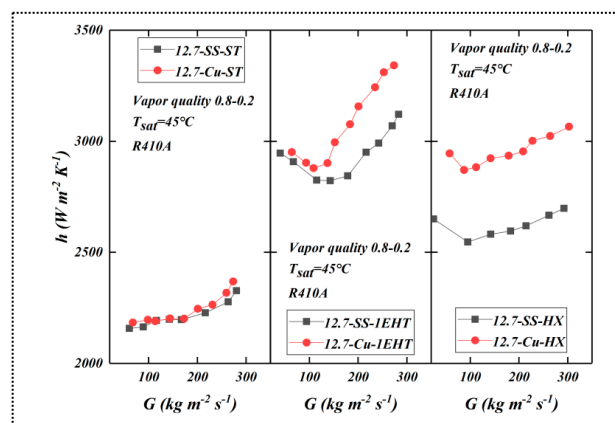 3500
3000
2500
2000
h (W m-2 K-1)
12.7-SS-ST
12.7-Cu-ST
Vapor quality 0.8-0.2
Tsat=45°C
R410A
Vapor quality 0.8-0.2
Tsat=45°C
R410A
12.7-SS-1EHT
12.7-Cu-1EHT
Vapor quality 0.8-0.2
Tsat=45°C
R410A
12.7-SS-HX
12.7-Cu-HX
100 200 300 100 200 300 100 200 300
G (kg m-2 s-1) G (kg m-2 s-1) G (kg m-2 s-1)